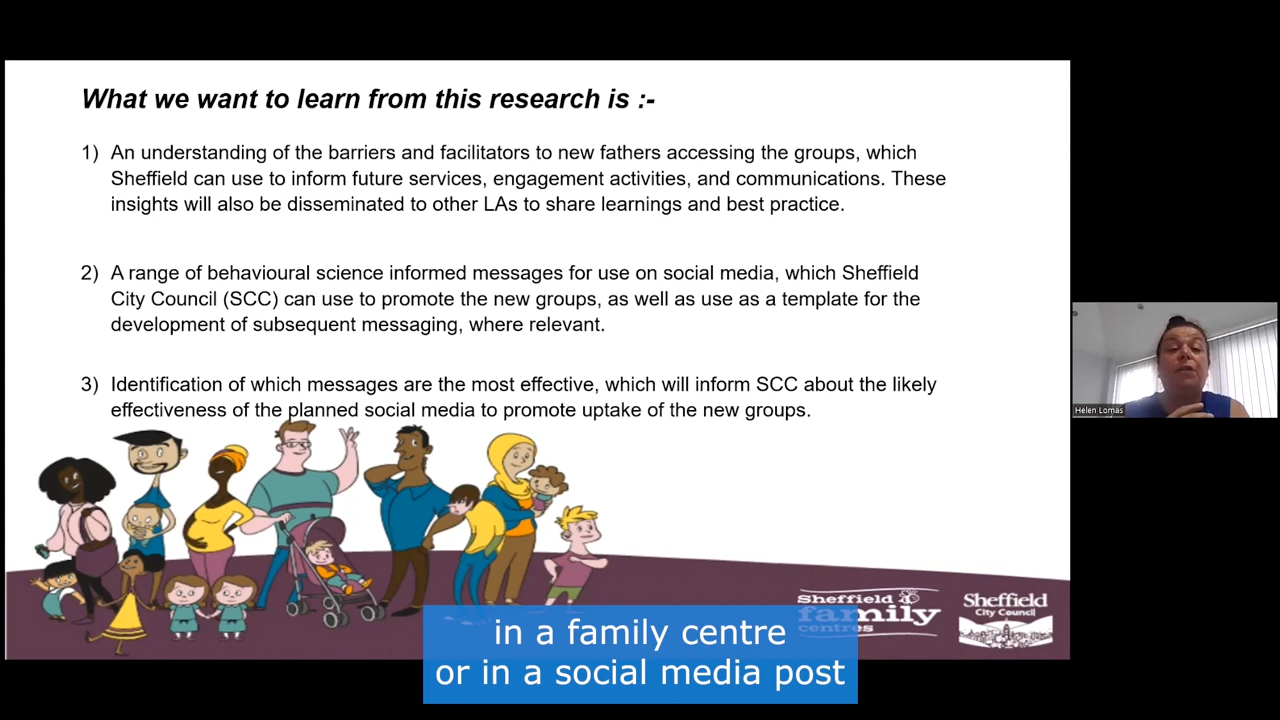 What we want to learn from this research is :-
1) An understanding of the barriers and facilitators to new fathers accessing the groups, which
Sheffield can use to inform future services, engagement activities, and communications. These
insights will also be disseminated to other LAs to share learnings and best practice.
2) A range of behavioural science informed messages for use on social media, which Sheffield
City Council (SCC) can use to promote the new groups, as well as use as a template for the
development of subsequent messaging, where relevant.
3) Identification of which messages are the most effective, which will inform SCC about the likely
effectiveness of the planned social media to promote uptake of the new groups.
Helen Lomas
Sheffield
family
centres
Sheffield
City Council
in a family centre
or in a social media post